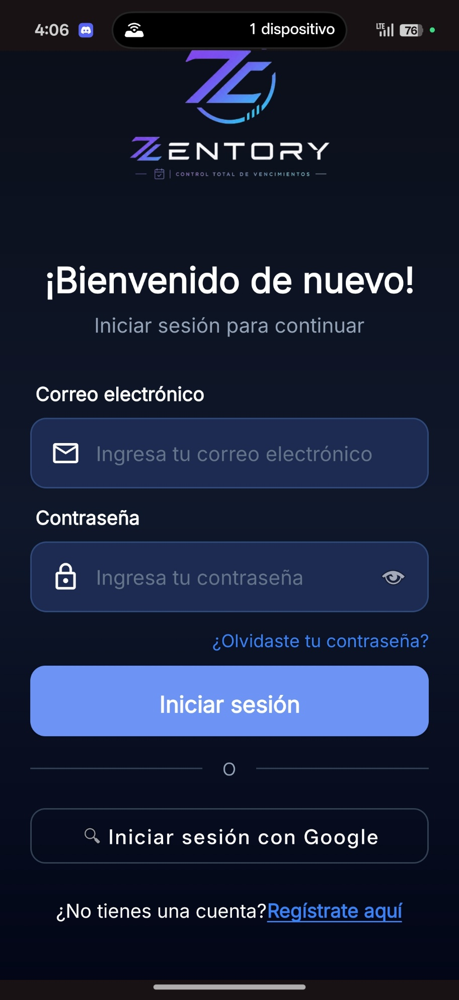 4:06
1 dispositivo
LTE
76
ZENTORY
CONTROL TOTAL DE VENCIMIENTOS
¡Bienvenido de nuevo!
Iniciar sesión para continuar
Correo electrónico
Ingresa tu correo electrónico
Contraseña
Ingresa tu contraseña
¿Olvidaste tu contraseña?
Iniciar sesión
O
Iniciar sesión con Google
¿No tienes una cuenta?Regístrate aquí